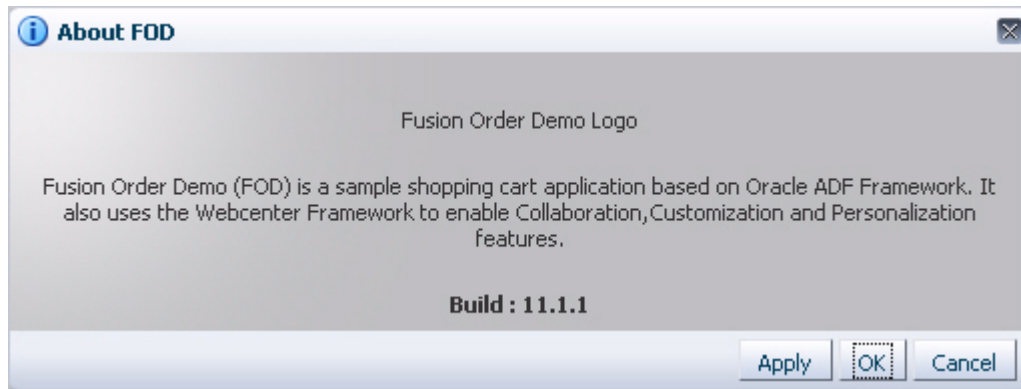 About FOD
Fusion Order Demo Logo
Fusion Order Demo (FOD) is a sample shopping cart application based on Oracle ADF Framework. It
also uses the Webcenter Framework to enable Collaboration,Customization and Personalization
features.
Build : 11.1.1
Apply OK Cancel